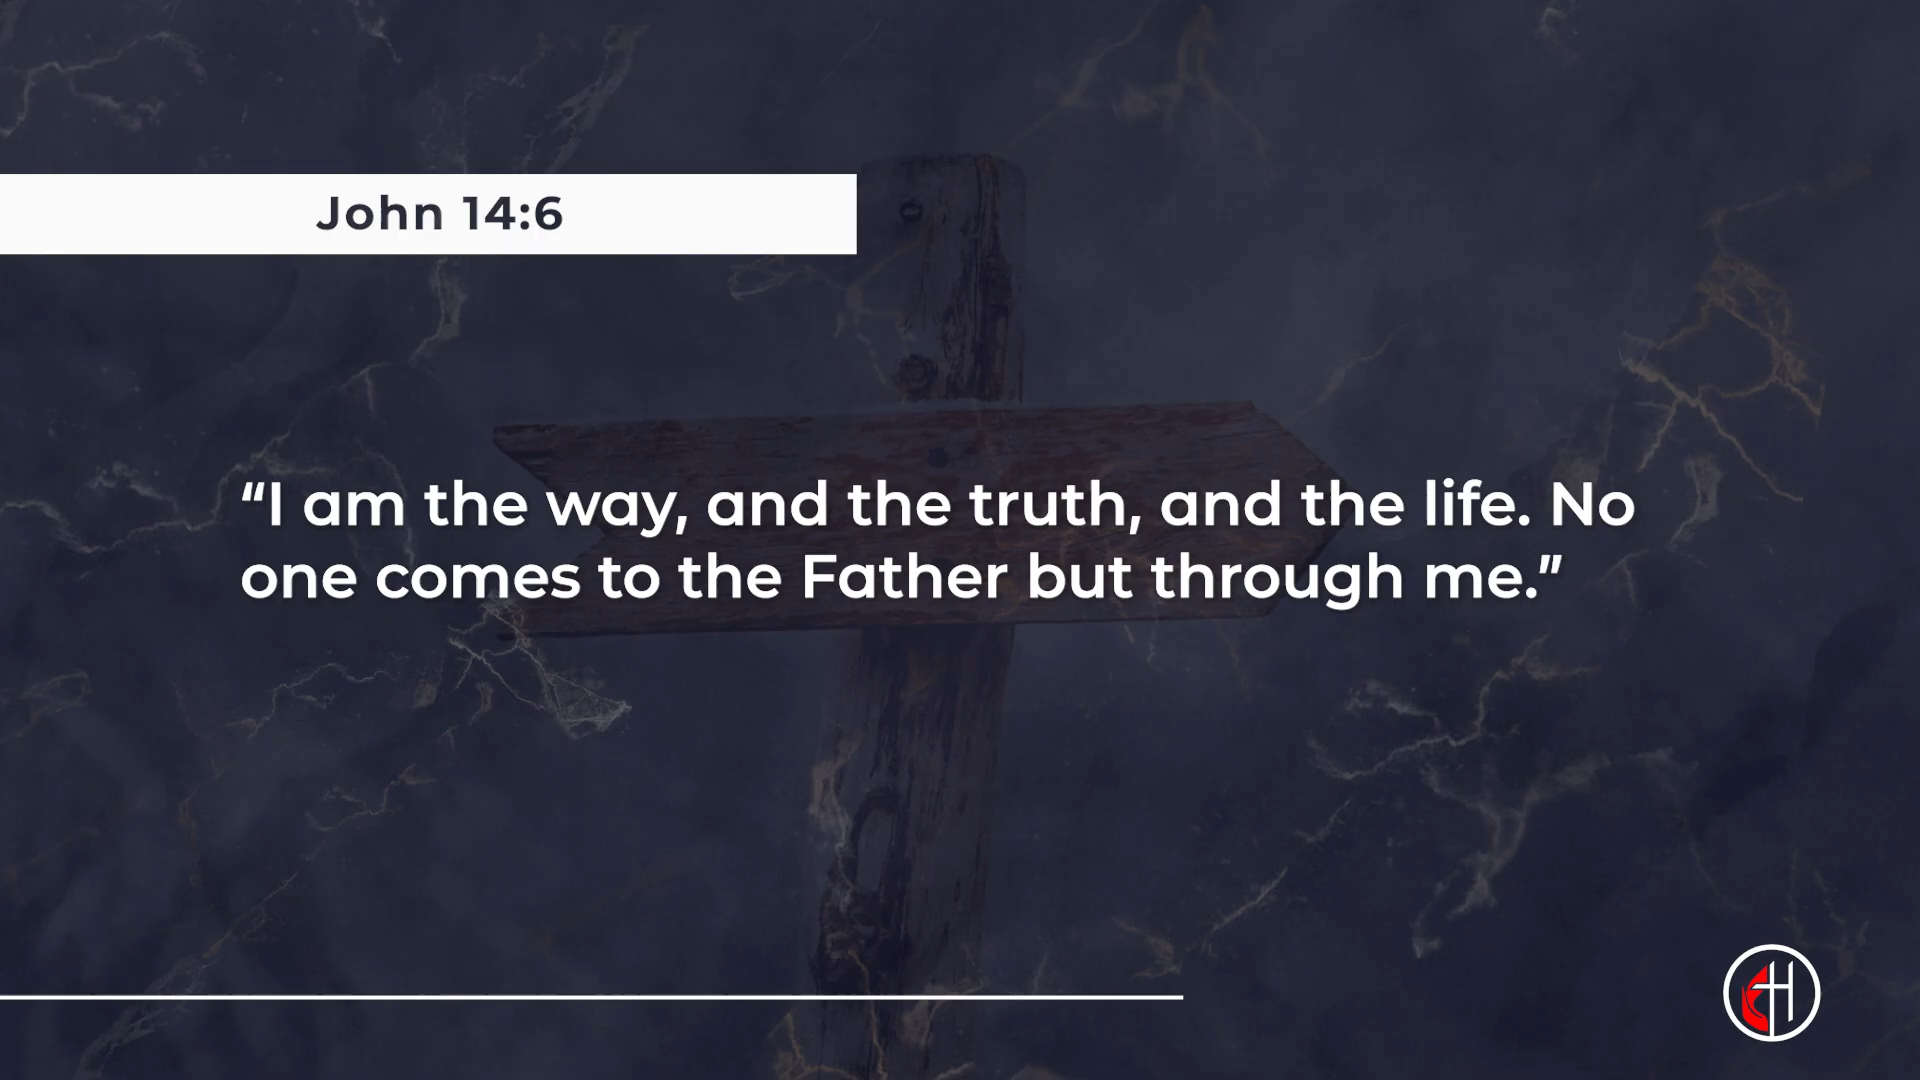 John 14:6
“I am the way, and the truth, and the life. No
one comes to the Father but through me.”